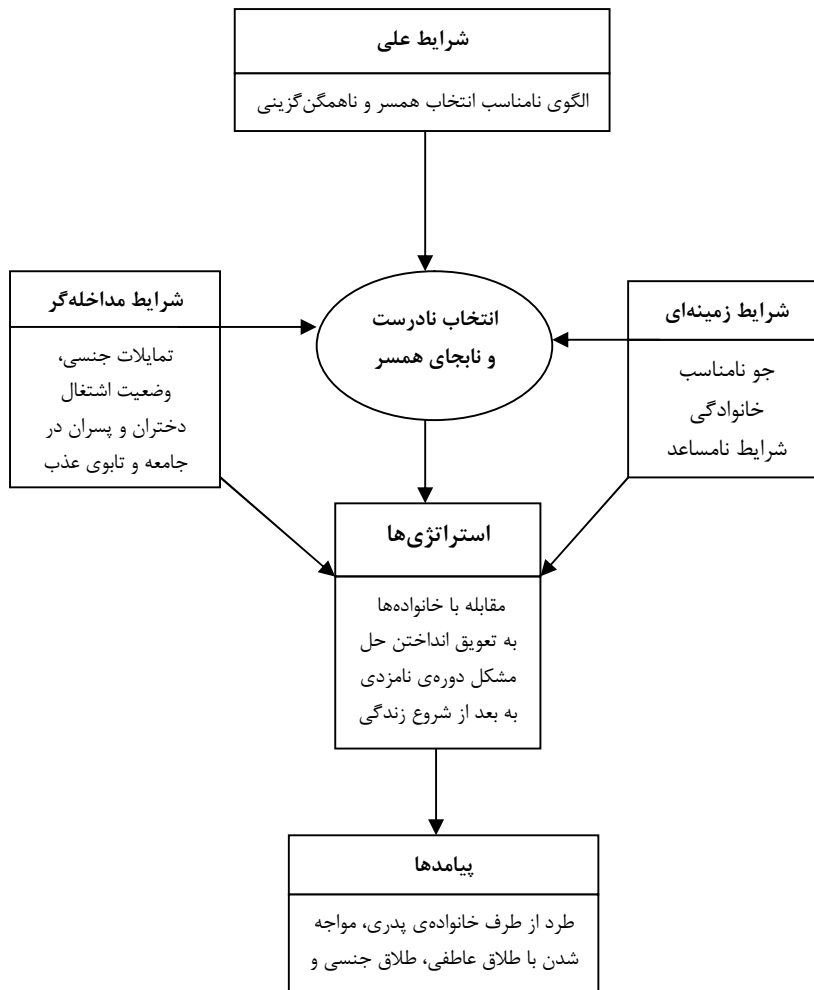 شرایط علی
الگوی نامناسب انتخاب همسر و ناهمگن‌گزینی
شرایط زمینه‌ای
جو نامناسب
خانوادگی
شرایط نامساعد
انتخاب نادرست
و نابجای همسر
شرایط مداخله‌گر
تمایلات جنسی،
وضعیت اشتغال
دختران و پسران در
جامعه و تابوی عذب
استراتژی‌ها
مقابله با خانواده‌ها
به تعویق انداختن حل
مشکل دوره‌ی نامزدی
به بعد از شروع زندگی
پیامدها
طرد از طرف خانواده‌ی پدری، مواجه
شدن با طلاق عاطفی، طلاق جنسی و